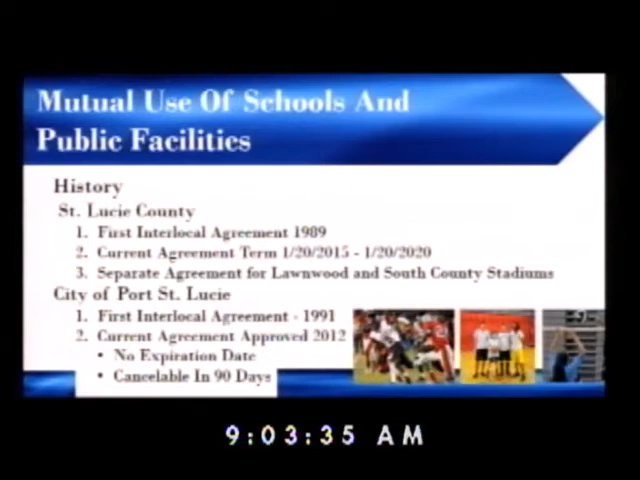 Mutual Use Of Schools And
Public Facilities
History
St. Lucie County
1. First Interlocal Agreement 1989
2. Current Agreement Term 1/20/2015 - 1/20/2020
3. Separate Agreement for Lawnwood and South County Stadiums
City of Port St. Lucie
1. First Interlocal Agreement - 1991
2. Current Agreement Approved 2012
• No Expiration Date
• Cancelable In 90 Days
9:03:35 AM